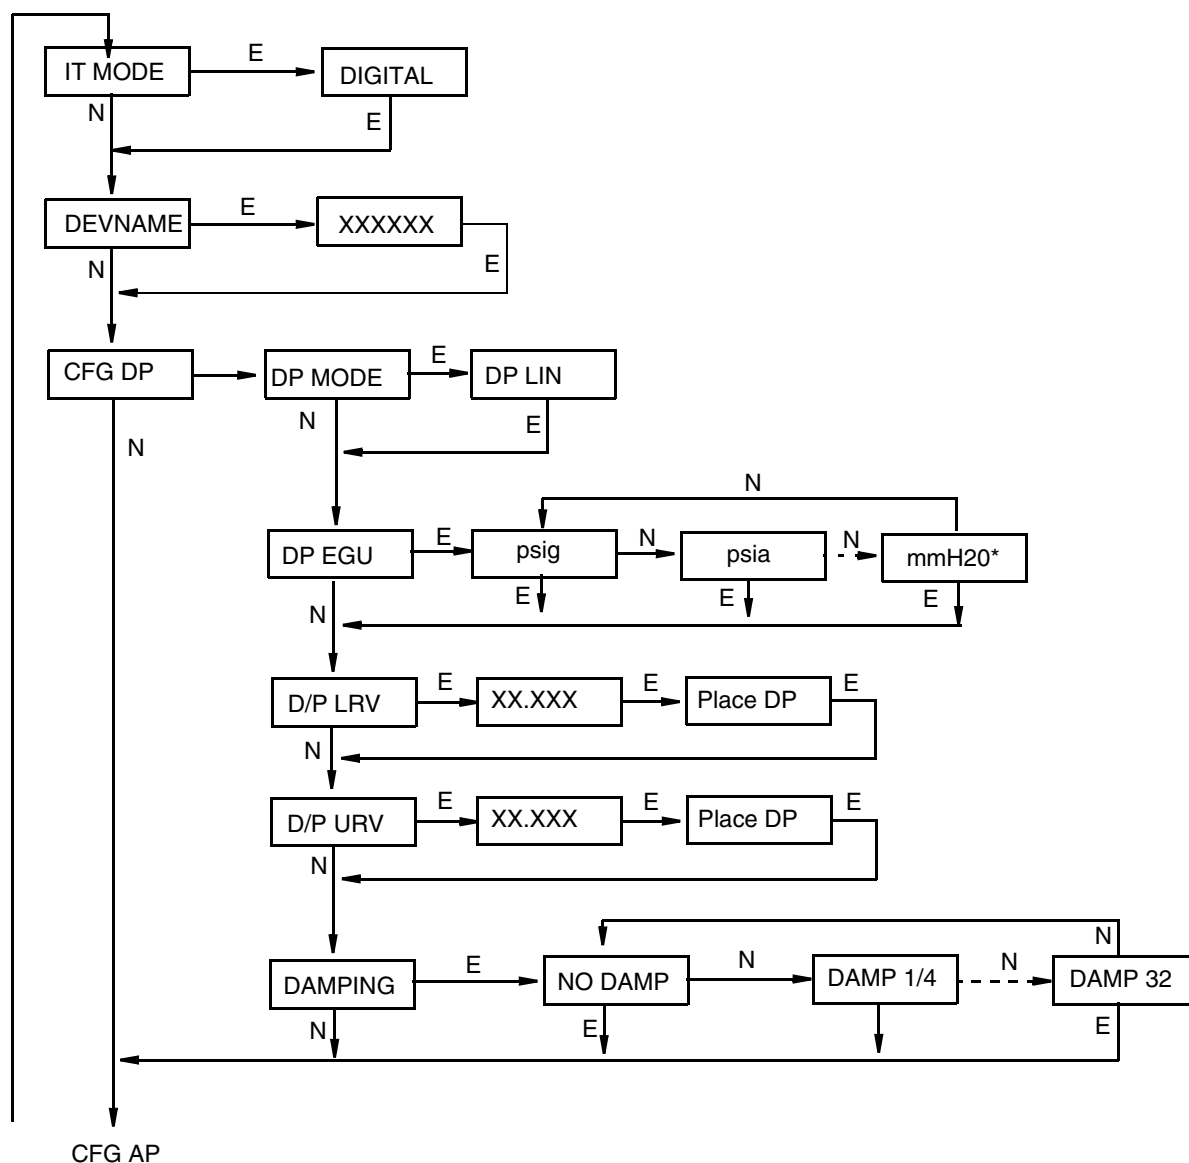 E
IT MODE
DIGITAL
N
E
E
DEVNAME
XXXXXX
N
E
CFG DP
E
DP MODE
DP LIN
N
N
E
N
E
N
N
DP EGU
psig
psia
mmH20*
N
E
E
E
E
E
E
D/P LRV
XX.XXX
Place DP
N
E
E
E
D/P URV
XX.XXX
Place DP
N
N
E
N
N
DAMPING
NO DAMP
DAMP 1/4
DAMP 32
N
E
E
CFG AP